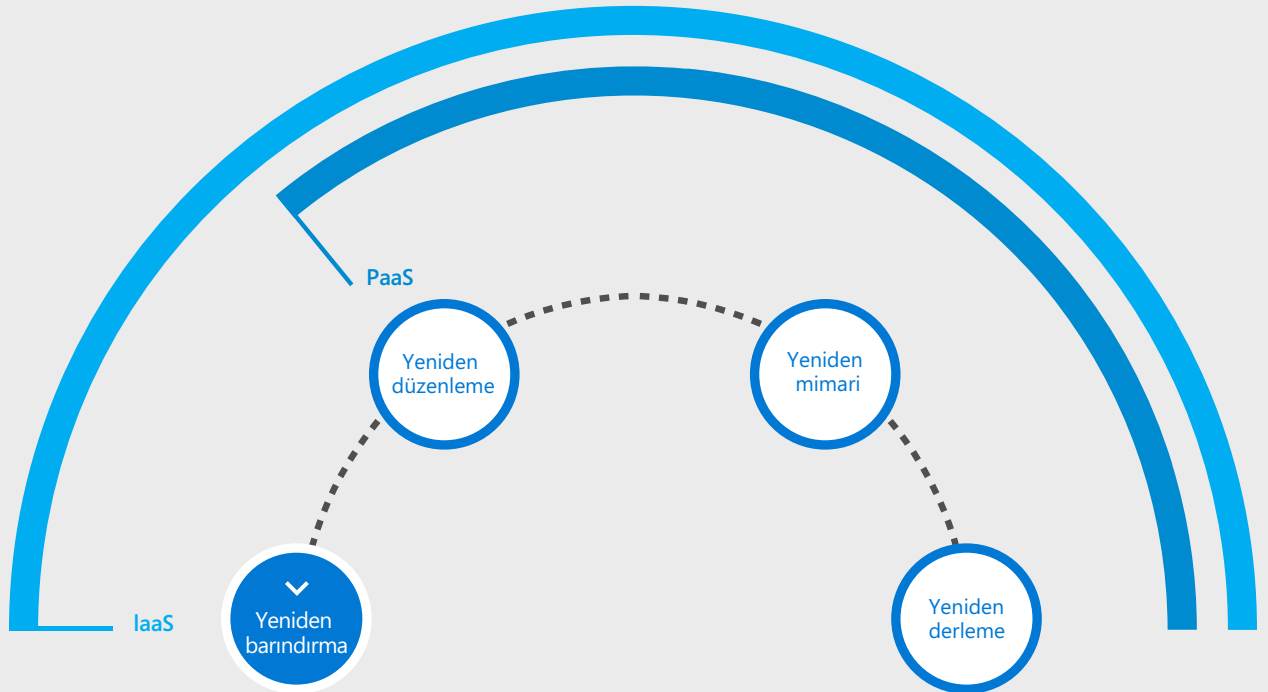 PaaS
Yeniden
düzenleme
Yeniden
mimari
IaaS
Yeniden
barındırma
Yeniden
derleme